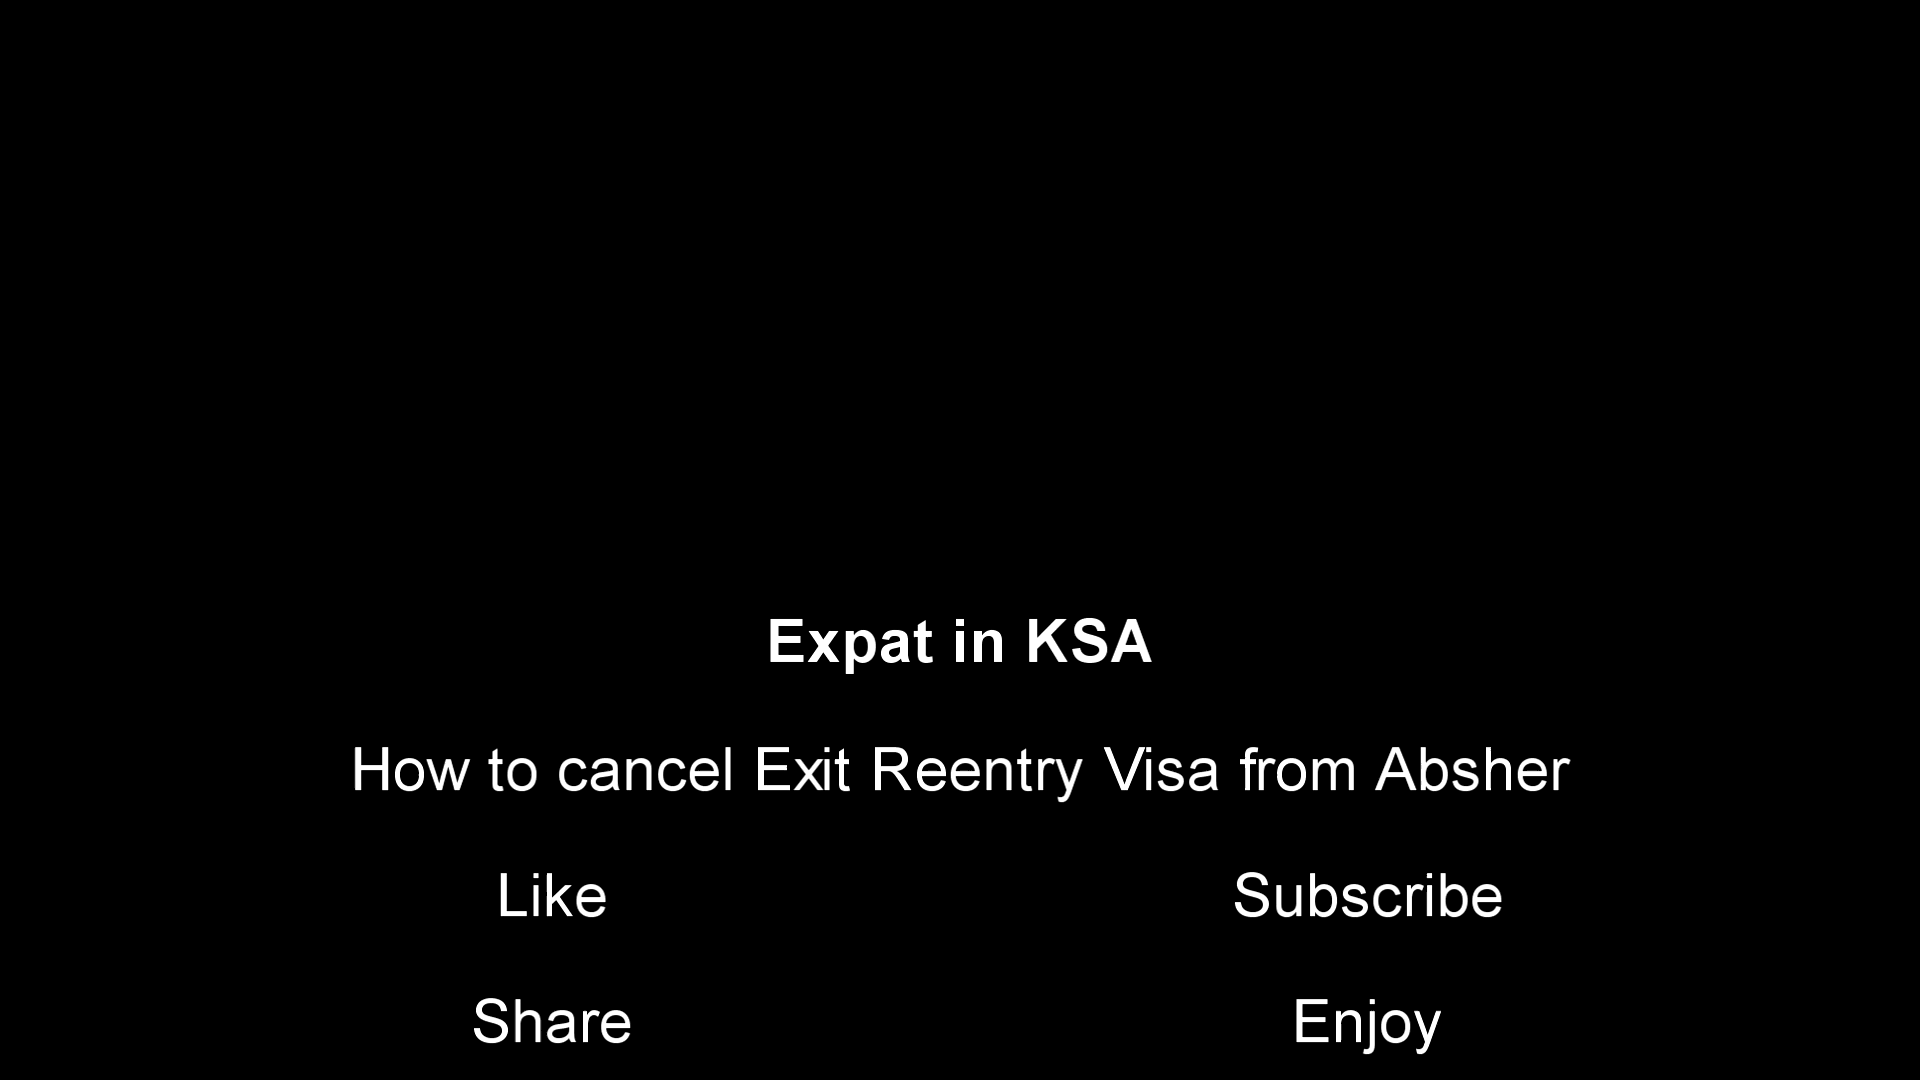 Expat in KSA
How to cancel Exit Reentry Visa from Absher
Like Subscribe
Share Enjoy